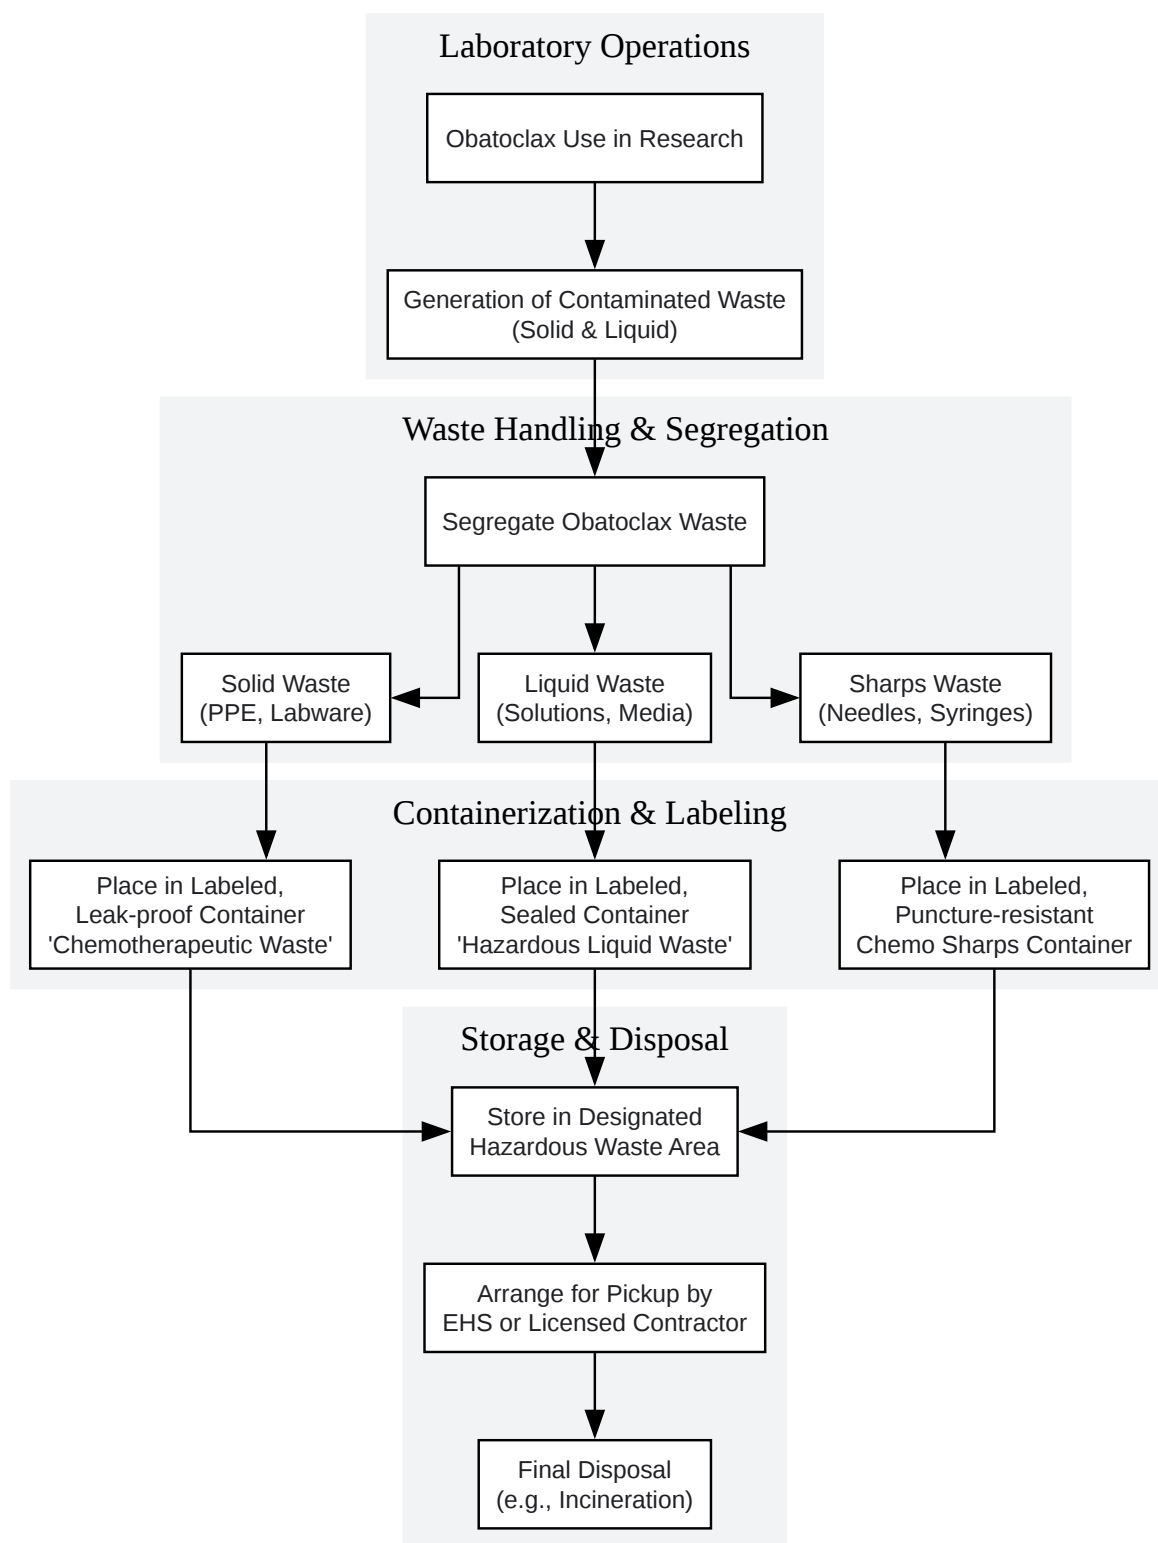 Laboratory Operations
Obatoclax Use in Research
Generation of Contaminated Waste
(Solid & Liquid)
Waste Handling & Segregation
Segregate Obatoclax Waste
Solid Waste
(PPE, Labware)
Liquid Waste
(Solutions, Media)
Sharps Waste
(Needles, Syringes)
Containerization & Labeling
Place in Labeled,
Leak-proof Container
'Chemotherapeutic Waste'
Place in Labeled,
Sealed Container
'Hazardous Liquid Waste'
Place in Labeled,
Puncture-resistant
Chemo Sharps Container
Storage & Disposal
Store in Designated
Hazardous Waste Area
Arrange for Pickup by
EHS or Licensed Contractor
Final Disposal
(e.g., Incineration)